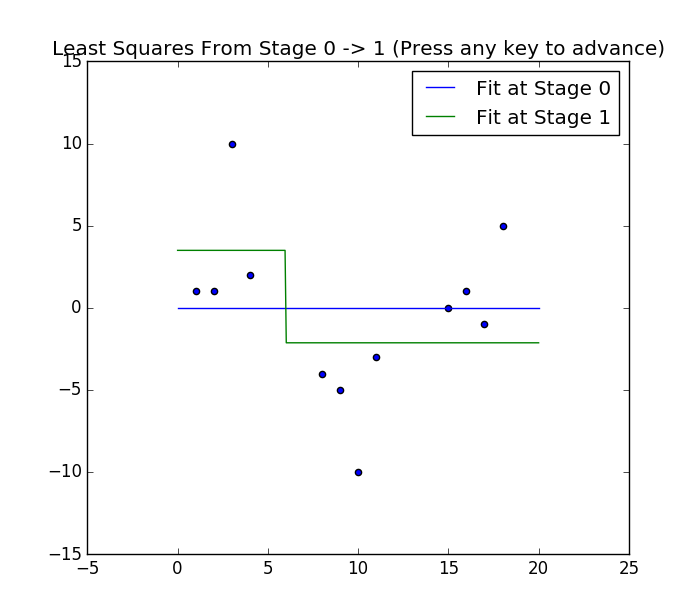 Least Squares From Stage 0 -> 1 (Press any key to advance)
Fit at Stage 0
Fit at Stage 1
15
10
5
0
−5
−10
−15
−5 0 5 10 15 20 25